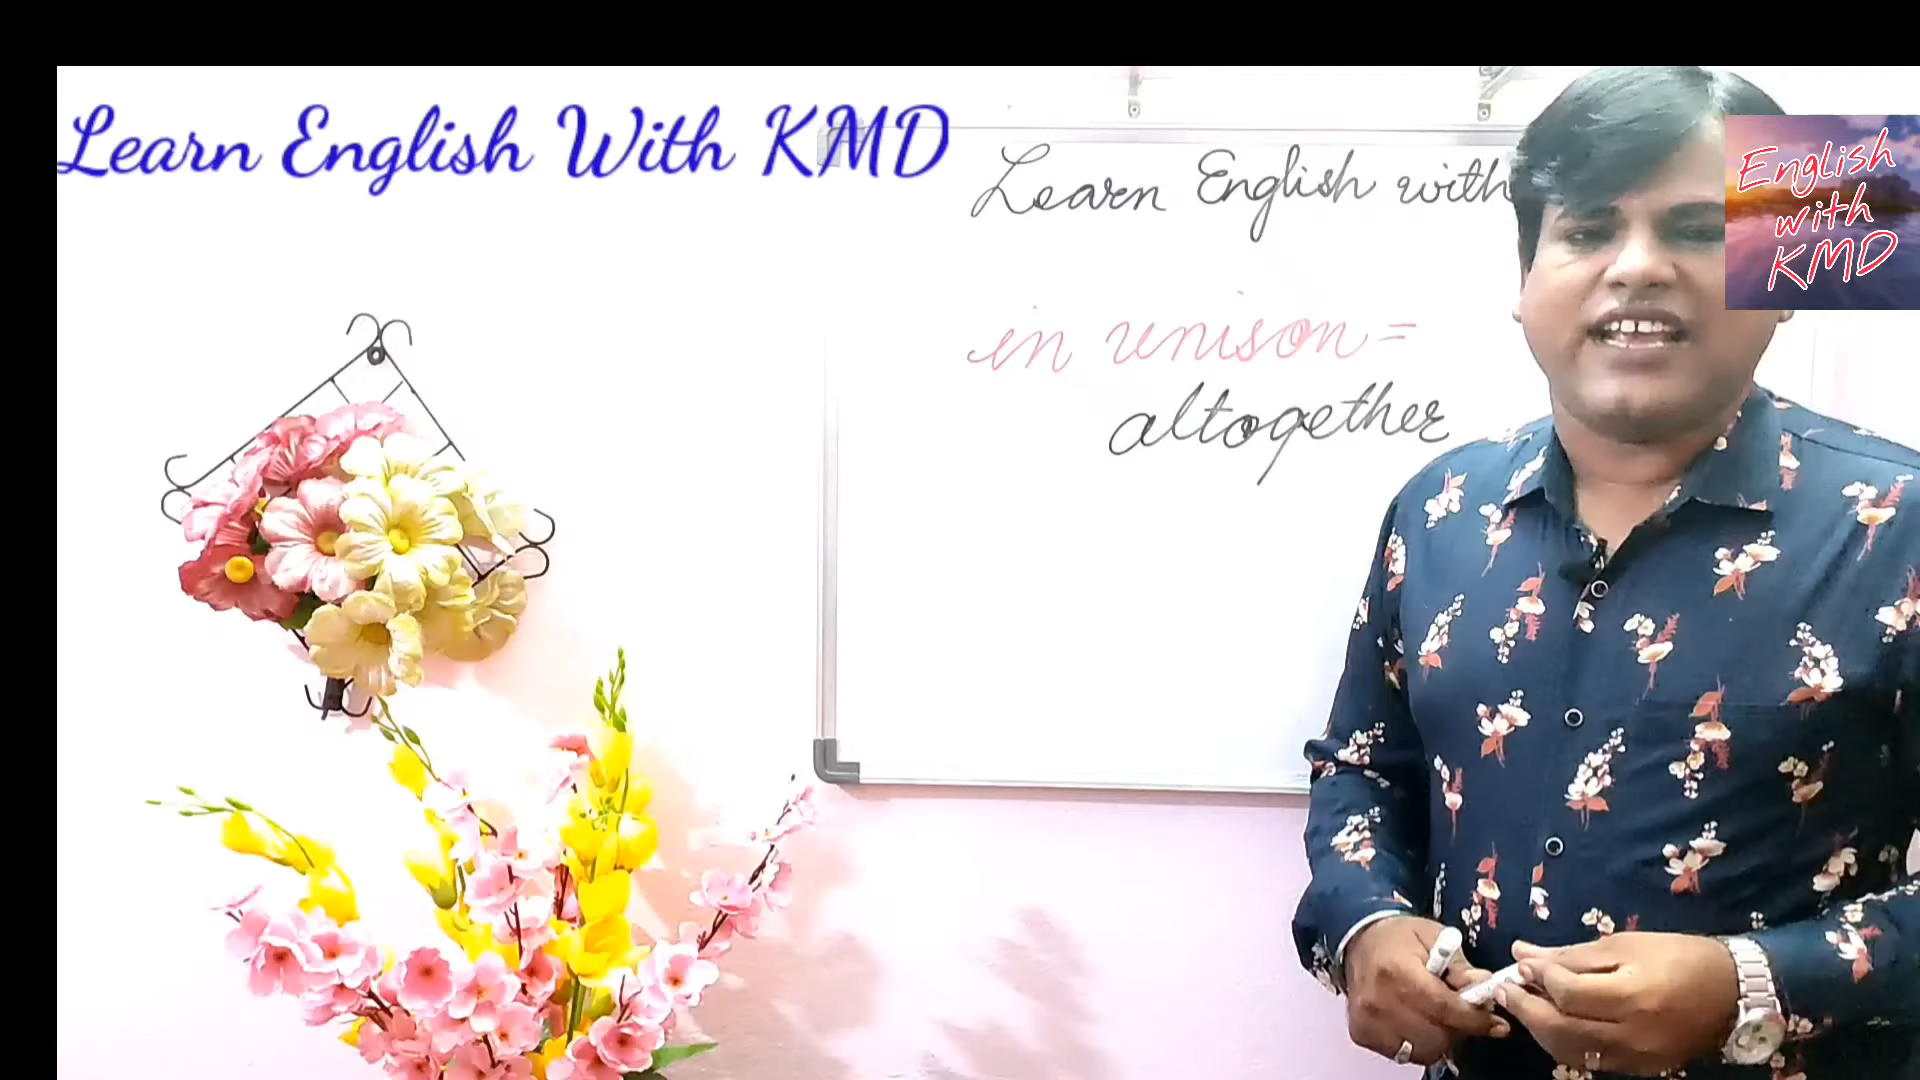 Learn English With KMD
Learn English with
in unison =
altogether
English
with
KMD